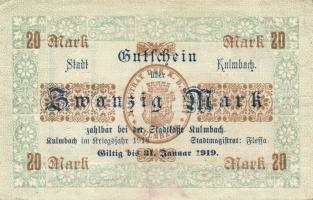 20 Mark Mark 20
Gutschein
Stadt über Kulmbach.
Zwanzig Mark
zahlbar bei der Stadtkasse Kulmbach.
Kulmbach im Kriegsjahr 1918 Stadtmagistrat: Flessa
Giltig bis 31. Januar 1919.
20 Mark Mark 20